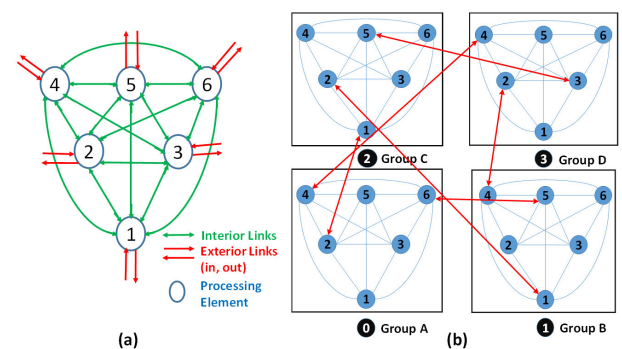 4 5 6
2 3
1
Interior Links
Exterior Links
(in, out)
Processing
Element
(a)
4 5 6
2 3
1
2 Group C
4 5 6
2 3
1
3 Group D
4 5 6
2 3
1
0 Group A
4 5 6
2 3
1
1 Group B
(b)